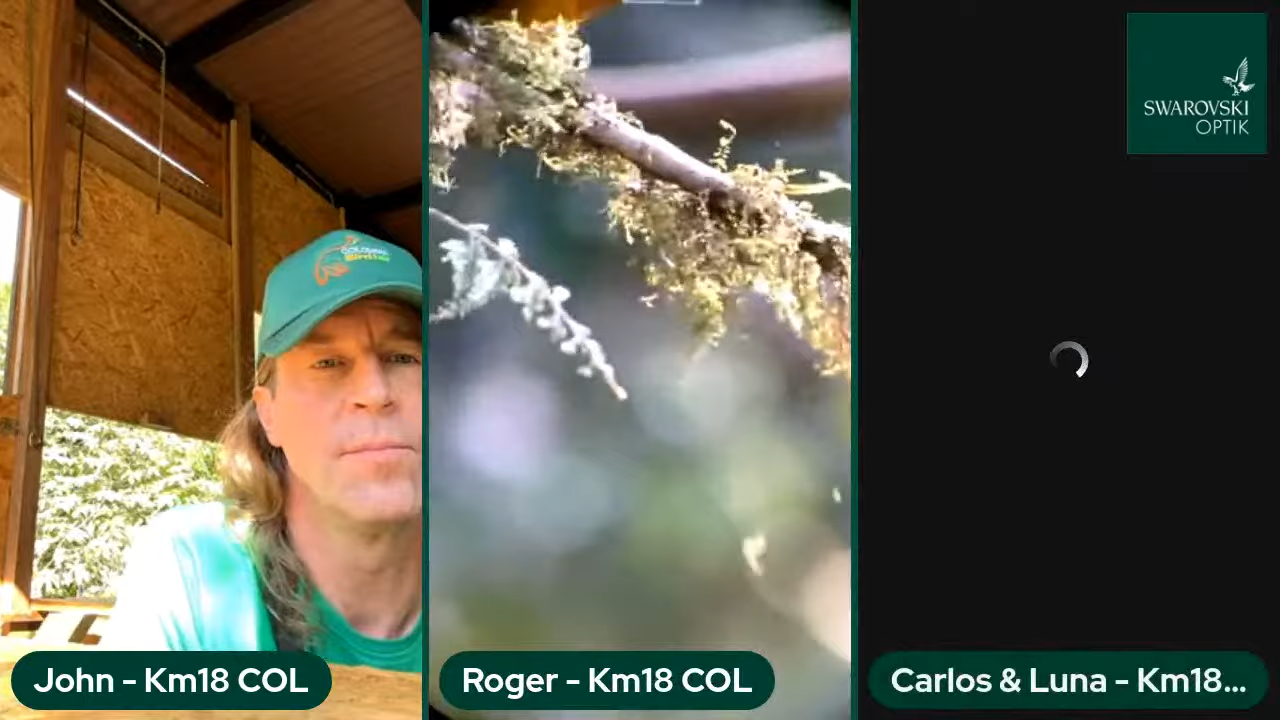 SWAROVSKI
OPTIK
John - Km18 COL
Roger - Km18 COL
Carlos & Luna - Km18...